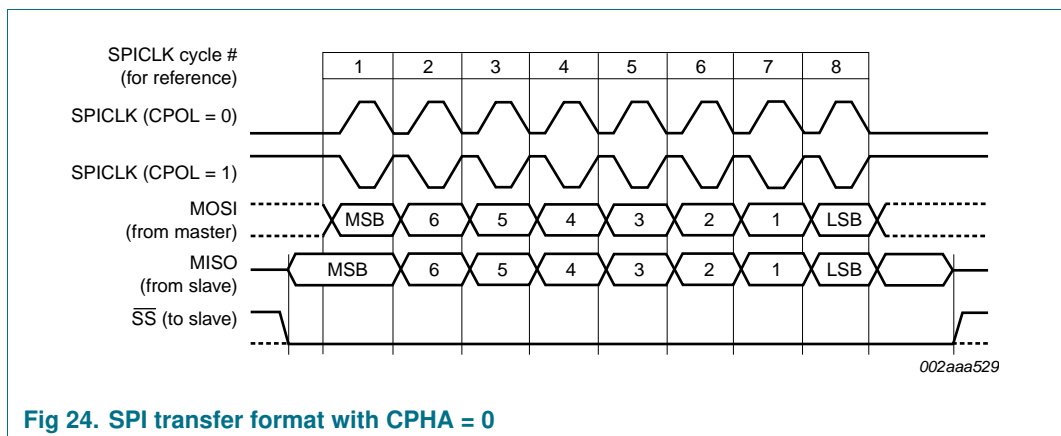 SPICLK cycle #
(for reference)
1 2 3 4 5 6 7 8
SPICLK (CPOL = 0)
SPICLK (CPOL = 1)
MOSI
(from master)
MSB 6 5 4 3 2 1 LSB
MISO
(from slave)
MSB 6 5 4 3 2 1 LSB
SS (to slave)
002aaa529
Fig 24. SPI transfer format with CPHA = 0